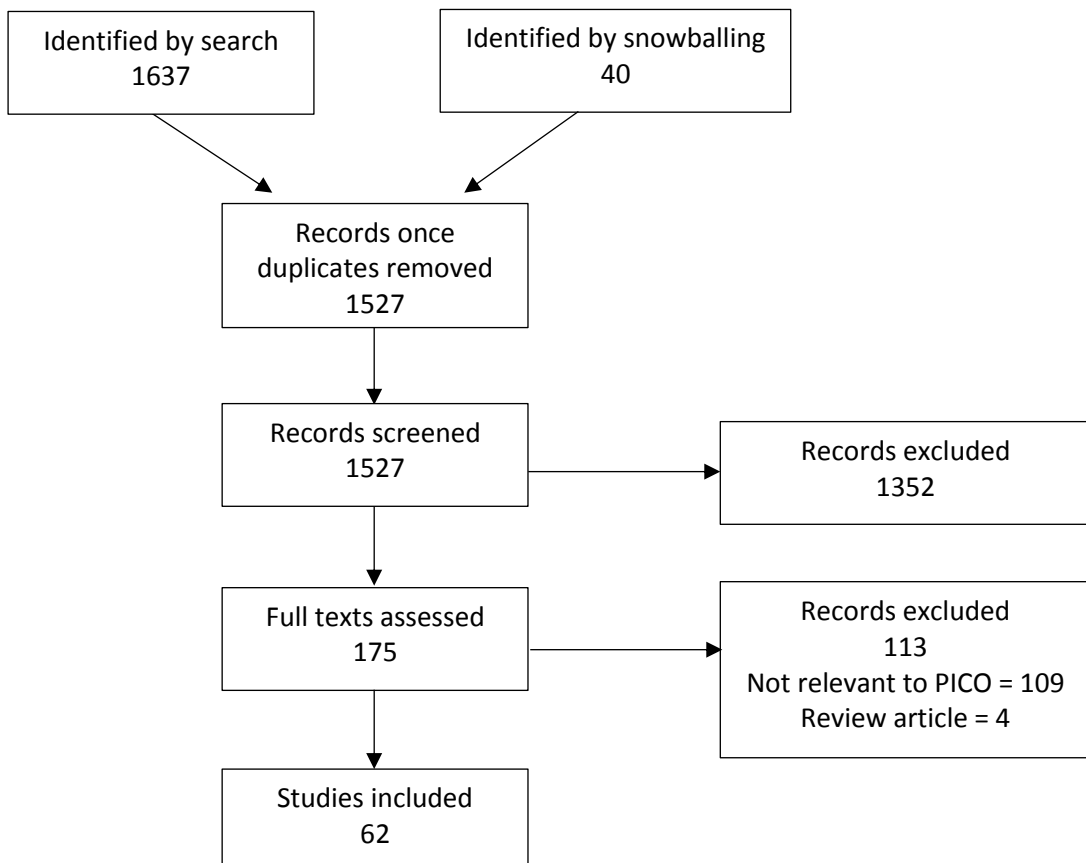 Identified by search
1637
Identified by snowballing
40
Records once
duplicates removed
1527
Records screened
1527
Records excluded
1352
Full texts assessed
175
Records excluded
113
Not relevant to PICO = 109
Review article = 4
Studies included
62